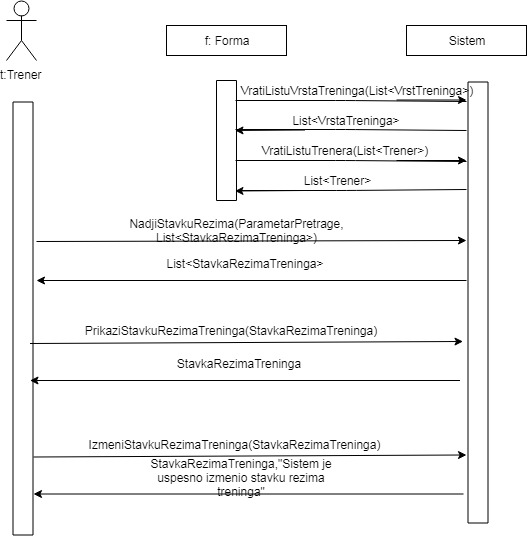 f: Forma
Sistem
t:Trener
VratiListuVrstaTreninga(List<VrstTreninga>)
List<VrstaTreninga>
VratiListuTrenera(List<Trener>)
List<Trener>
NadjiStavkuRezima(ParametarPretrage,
List<StavkaRezimaTreninga>)
List<StavkaRezimaTreninga>
PrikaziStavkuRezimaTreninga(StavkaRezimaTreninga)
StavkaRezimaTreninga
IzmeniStavkuRezimaTreninga(StavkaRezimaTreninga)
StavkaRezimaTreninga,"Sistem je
uspesno izmenio stavku rezima
treninga"